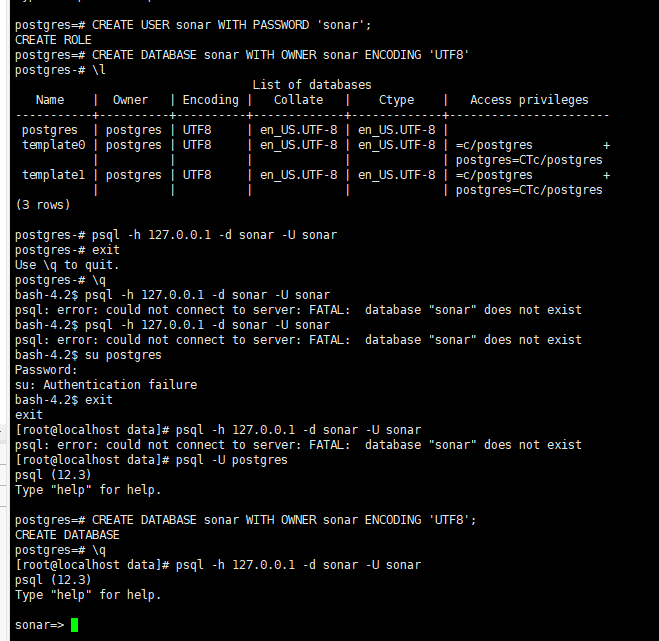 postgres=# CREATE USER sonar WITH PASSWORD 'sonar';
CREATE ROLE
postgres=# CREATE DATABASE sonar WITH OWNER sonar ENCODING 'UTF8'
postgres-# \l
                                 List of databases
   Name    |  Owner   | Encoding |   Collate   |    Ctype    |   Access privileges
-----------+----------+----------+-------------+-------------+-----------------------
 postgres  | postgres | UTF8     | en_US.UTF-8 | en_US.UTF-8 |
 template0 | postgres | UTF8     | en_US.UTF-8 | en_US.UTF-8 | =c/postgres          +
           |          |          |             |             | postgres=CTc/postgres
 template1 | postgres | UTF8     | en_US.UTF-8 | en_US.UTF-8 | =c/postgres          +
           |          |          |             |             | postgres=CTc/postgres
(3 rows)
postgres-# psql -h 127.0.0.1 -d sonar -U sonar
postgres-# exit
Use \q to quit.
postgres-# \q
bash-4.2$ psql -h 127.0.0.1 -d sonar -U sonar
psql: error: could not connect to server: FATAL:  database "sonar" does not exist
bash-4.2$ psql -h 127.0.0.1 -d sonar -U sonar
psql: error: could not connect to server: FATAL:  database "sonar" does not exist
bash-4.2$ su postgres
Password:
su: Authentication failure
bash-4.2$ exit
exit
[root@localhost data]# psql -h 127.0.0.1 -d sonar -U sonar
psql: error: could not connect to server: FATAL:  database "sonar" does not exist
[root@localhost data]# psql -U postgres
psql (12.3)
Type "help" for help.
postgres=# CREATE DATABASE sonar WITH OWNER sonar ENCODING 'UTF8';
CREATE DATABASE
postgres=# \q
[root@localhost data]# psql -h 127.0.0.1 -d sonar -U sonar
psql (12.3)
Type "help" for help.
sonar=>